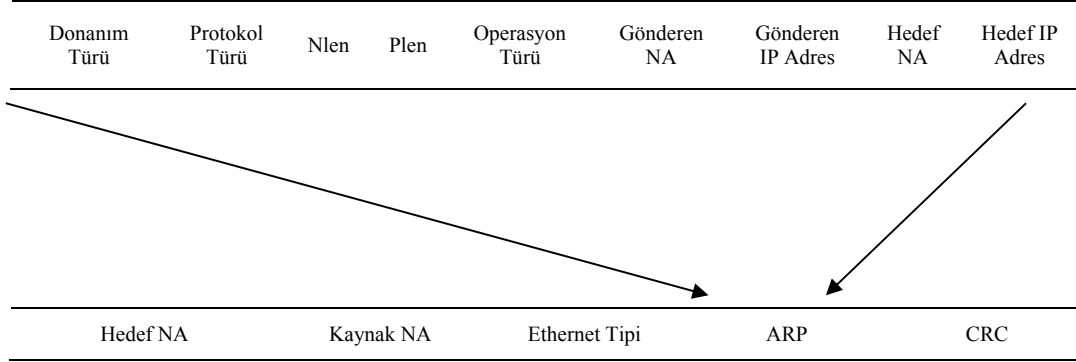 Donanım Protokol Nlen Plen Operasyon Gönderen Gönderen Hedef Hedef IP
Türü Türü Türü NA IP Adres NA Adres
Hedef NA Kaynak NA Ethernet Tipi ARP CRC